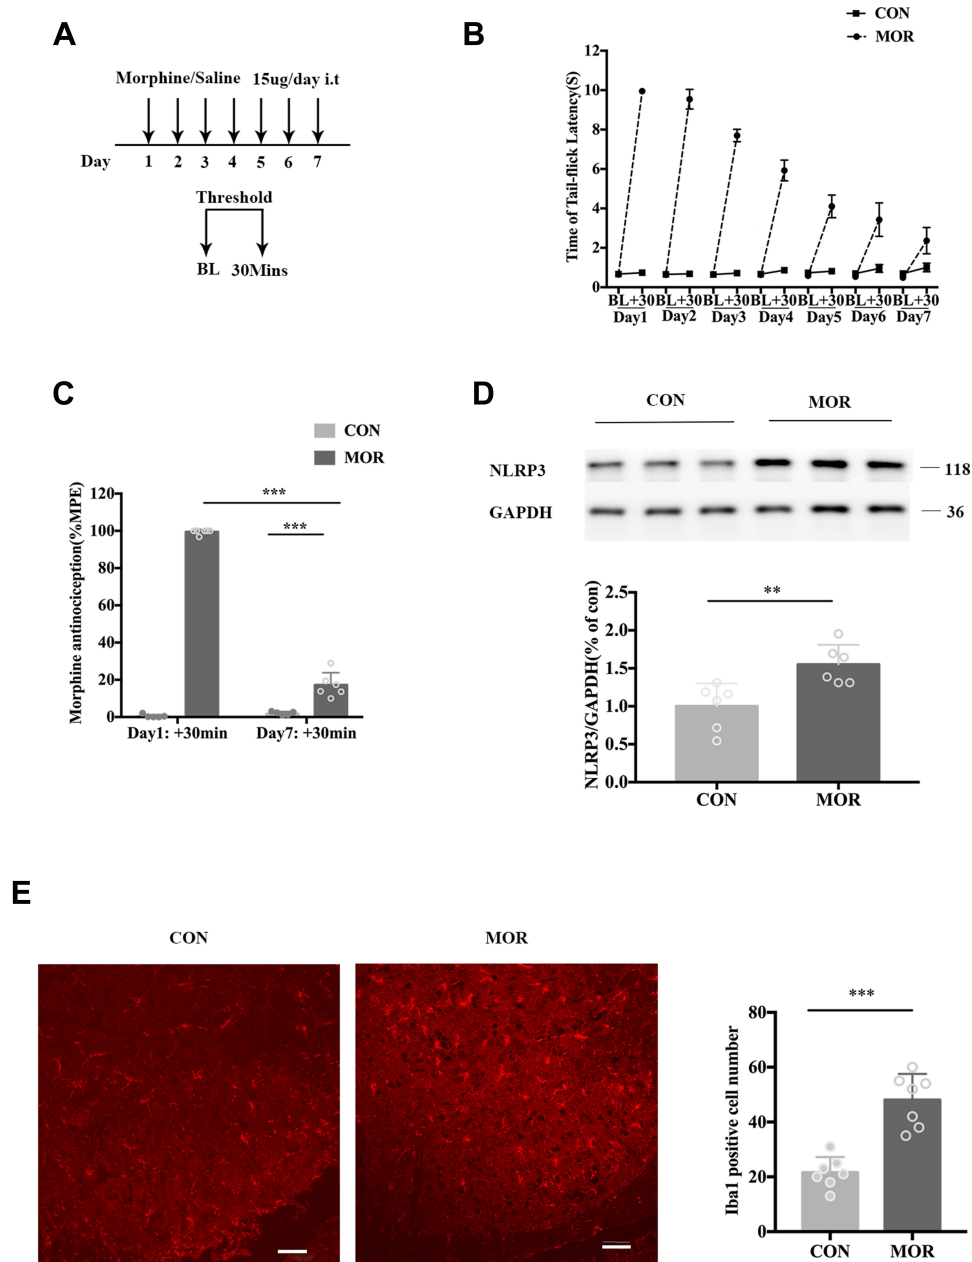 A
Morphine/Saline 15ug/day i.t
Day 1 2 3 4 5 6 7
Threshold
BL 30Mins
B
CON
MOR
Time of Tail-flick Latency(S)
12
10
8
6
4
2
0
BL+30 BL+30 BL+30 BL+30 BL+30 BL+30 BL+30
Day1 Day2 Day3 Day4 Day5 Day6 Day7
C
CON
MOR
Morphine antinociception(%MPE)
120
100
80
60
40
20
0
***
***
Day1: +30min Day7: +30min
D
CON MOR
NLRP3 118
GAPDH 36
NLRP3/GAPDH(% of con)
2.5
2.0
1.5
1.0
0.5
0.0
**
CON MOR
E
CON MOR
Iba1 positive cell number
80
60
40
20
0
***
CON MOR